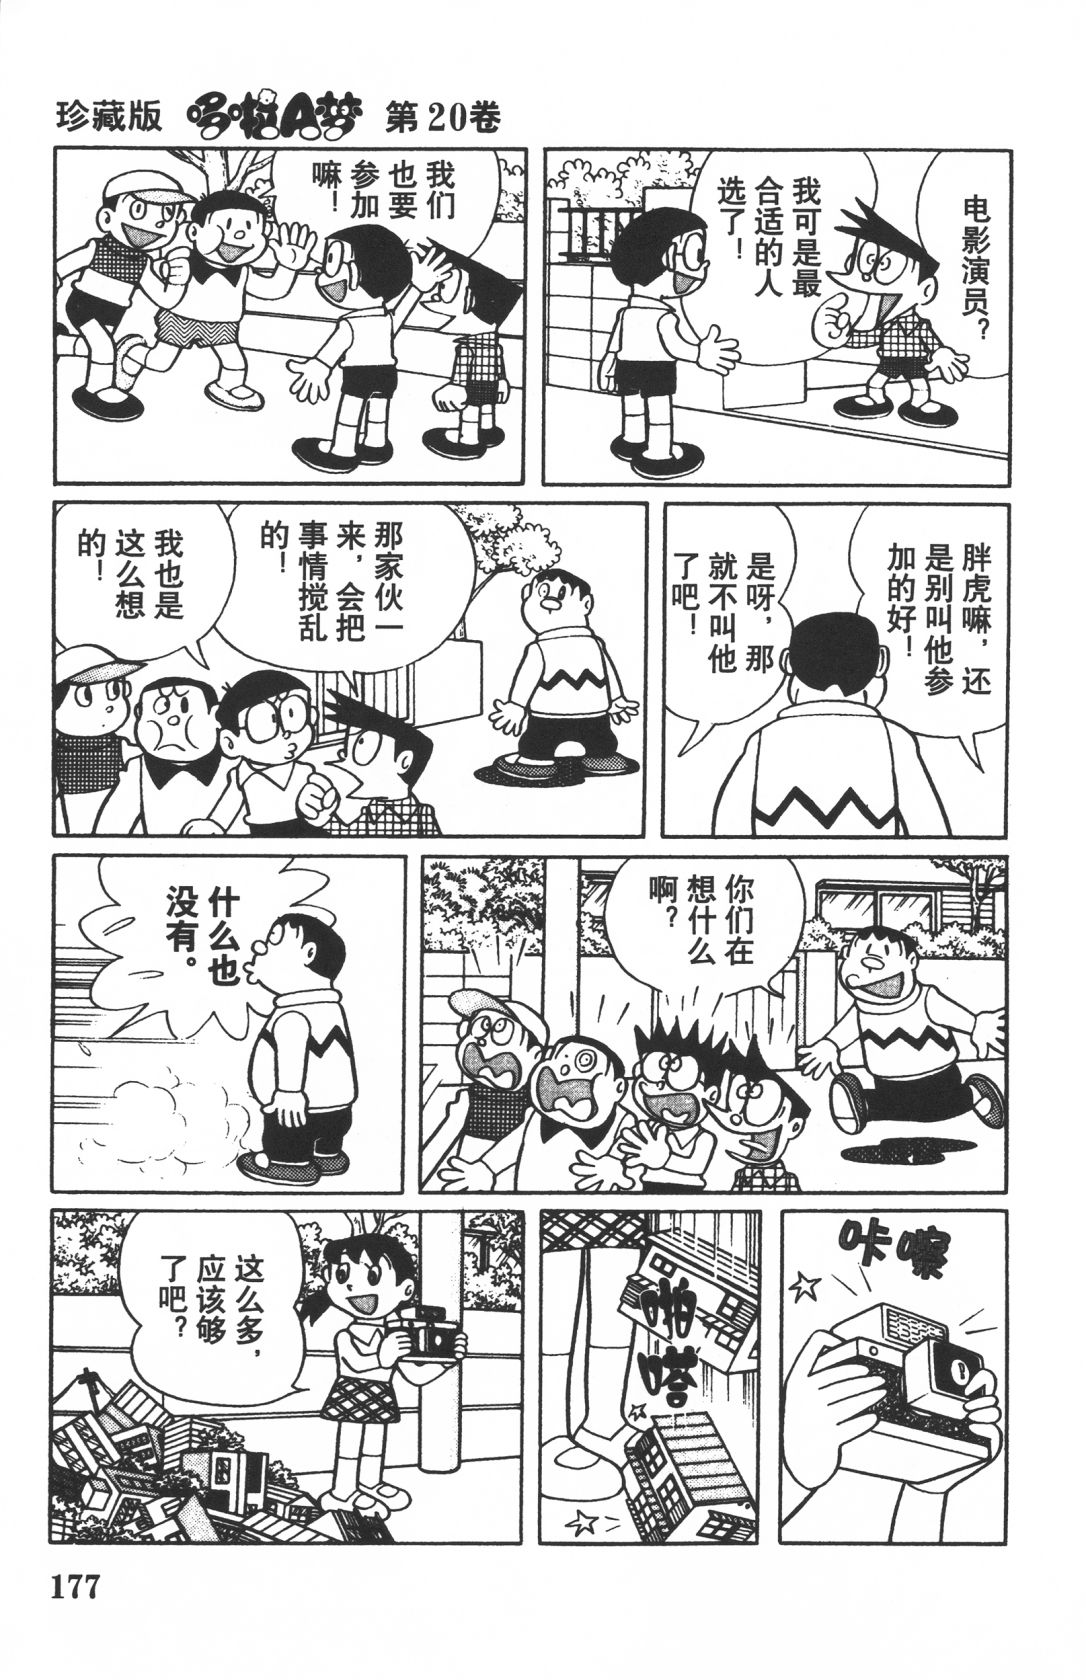 珍藏版 哆啦A梦 第20卷
电影演员？
我可是最
合适的人
选了！
我们
也要
参加
嘛！
胖虎嘛，还
是别叫他参
加的好！
是呀，那
就不叫他
了吧！
那家伙一
来，会把
事情搅乱
的！
我也是
这么想
的！
你们在
想什么
啊？
什么也
没有。
咔嚓
啪
嗒
这么多，
应该够
了吧？
177